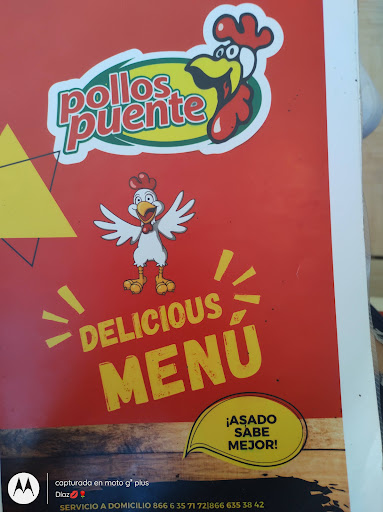 pollos
puente
DELICIOUS
MENÚ
¡ASADO
SABE
MEJOR!
capturada en moto g⁵ plus
Díaz💋❣️
SERVICIO A DOMICILIO 866 6 35 71 72|866 635 38 42